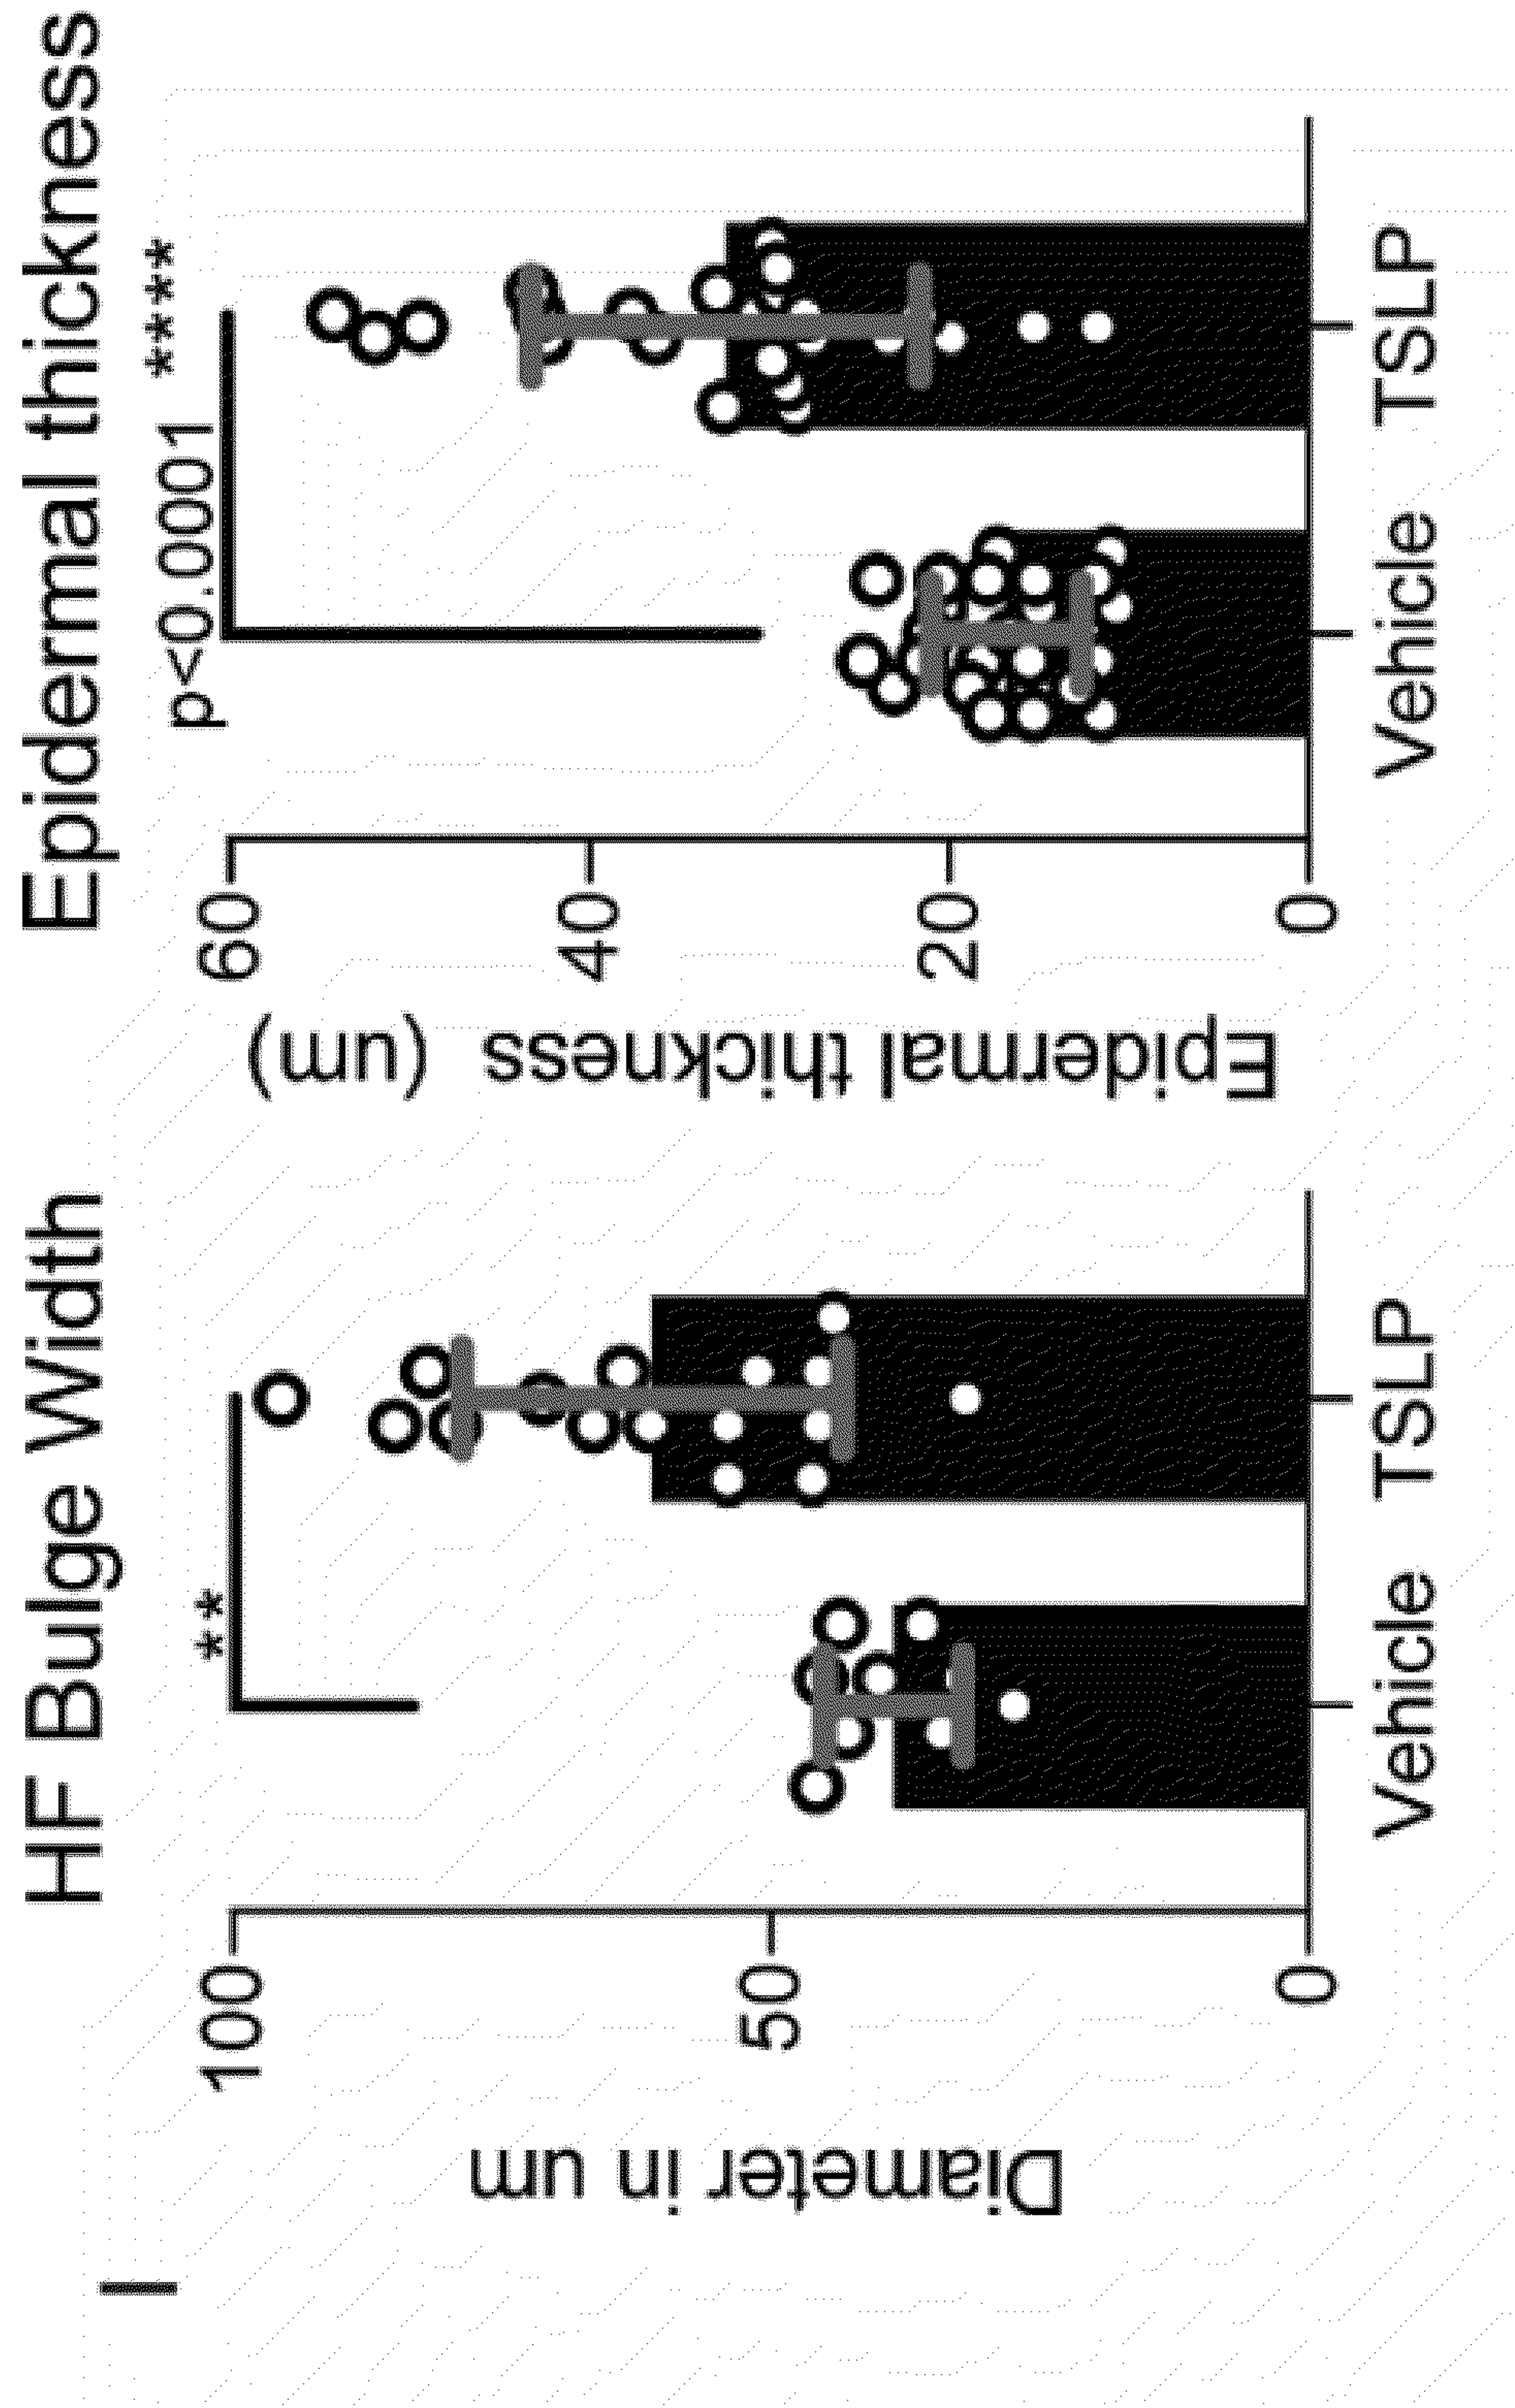 I
HF Bulge Width
**
100
50
0
Diameter in um
Vehicle TSLP
Epidermal thickness
****
p<0.0001
60
40
20
0
Epidermal thickness (um)
Vehicle TSLP